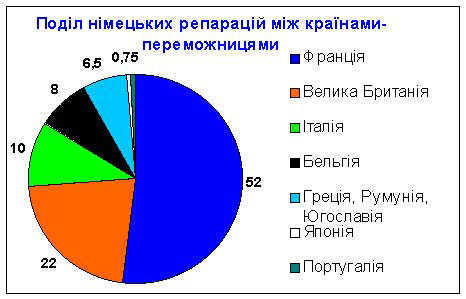 Поділ німецьких репарацій між країнами-
переможницями
6,5
0,75
8
10
22
52
Франція
Велика Британія
Італія
Бельгія
Греція, Румунія,
Югославія
Японія
Португалія